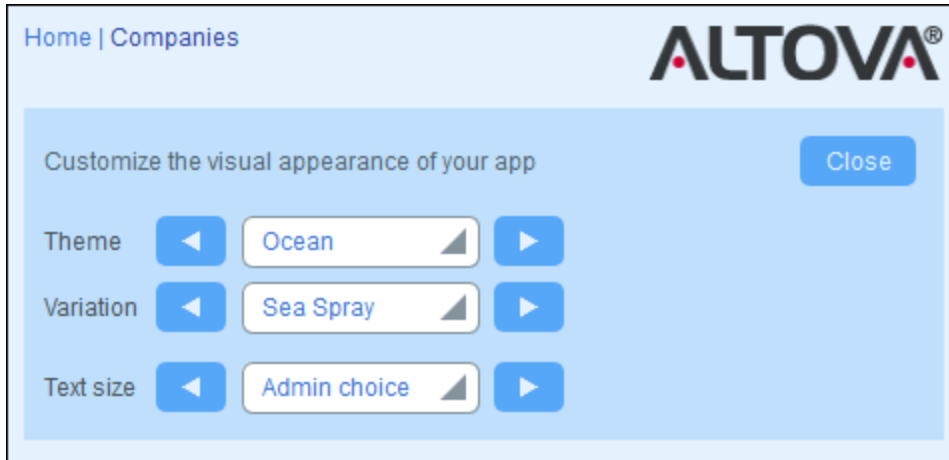 Home | Companies
ALTOVA®
Customize the visual appearance of your app
Close
Theme
Ocean
Variation
Sea Spray
Text size
Admin choice